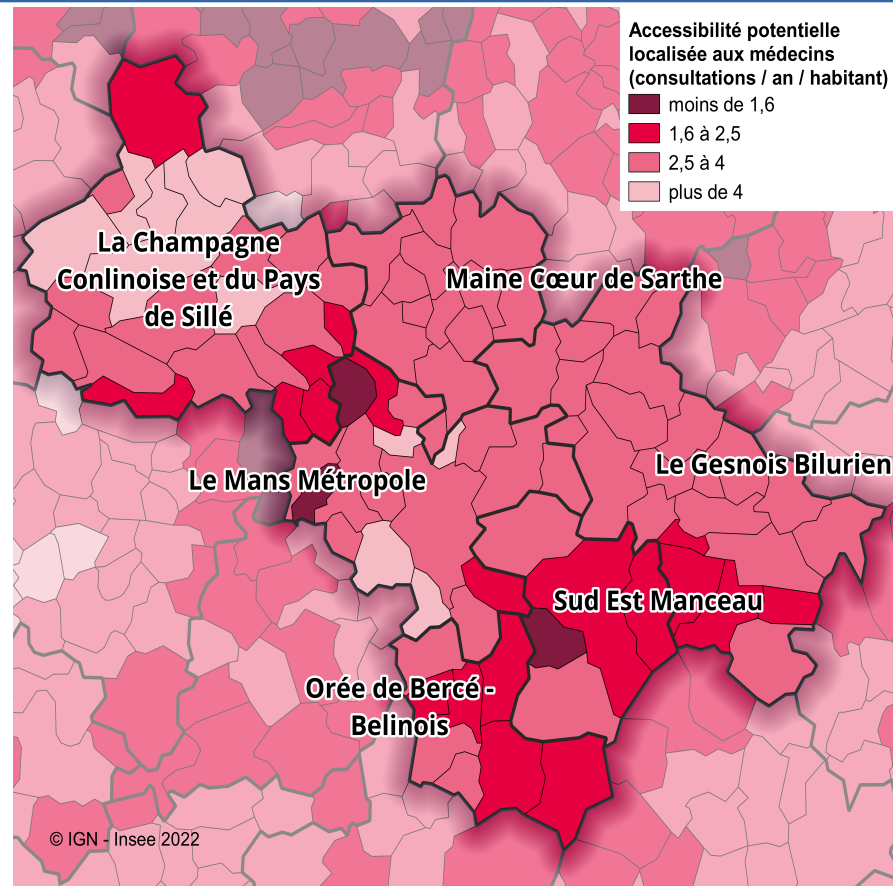 Accessibilité potentielle
localisée aux médecins
(consultations / an / habitant)
moins de 1,6
1,6 à 2,5
2,5 à 4
plus de 4
La Champagne
Conlinoise et du Pays
de Sillé
Maine Cœur de Sarthe
Le Gesnois Bilurien
Le Mans Métropole
Sud Est Manceau
Orée de Bercé -
Belinois
© IGN - Insee 2022